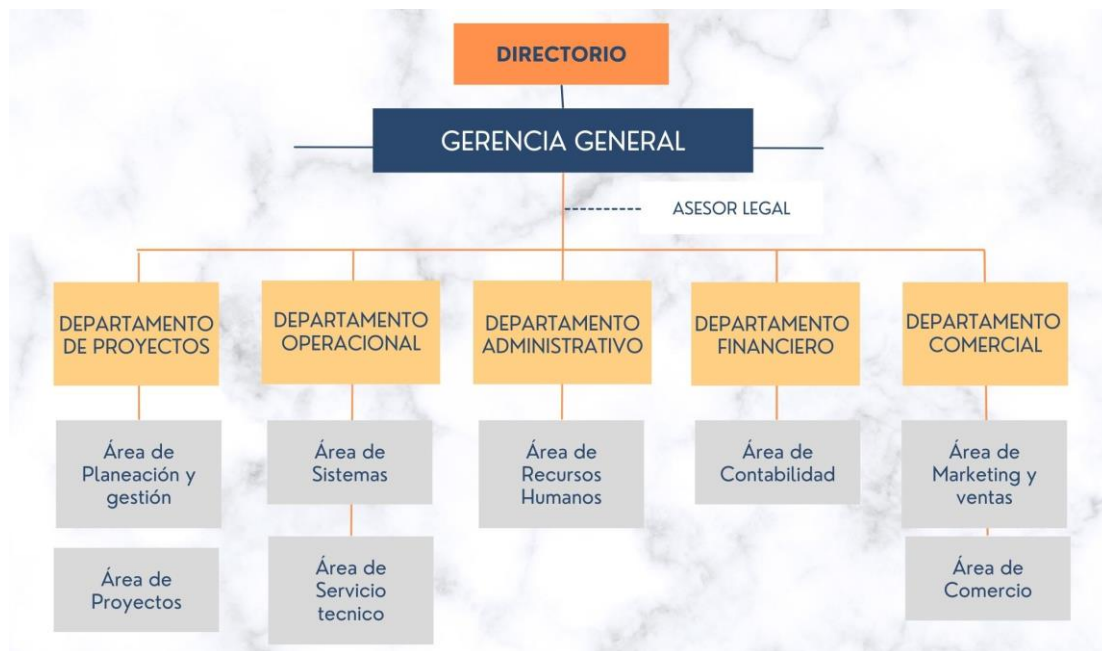 DIRECTORIO
GERENCIA GENERAL
ASESOR LEGAL
DEPARTAMENTO
DE PROYECTOS
DEPARTAMENTO
OPERACIONAL
DEPARTAMENTO
ADMINISTRATIVO
DEPARTAMENTO
FINANCIERO
DEPARTAMENTO
COMERCIAL
Área de
Planeación y
gestión
Área de
Sistemas
Área de
Recursos
Humanos
Área de
Contabilidad
Área de
Marketing y
ventas
Área de
Proyectos
Área de
Servicio
tecnico
Área de
Comercio